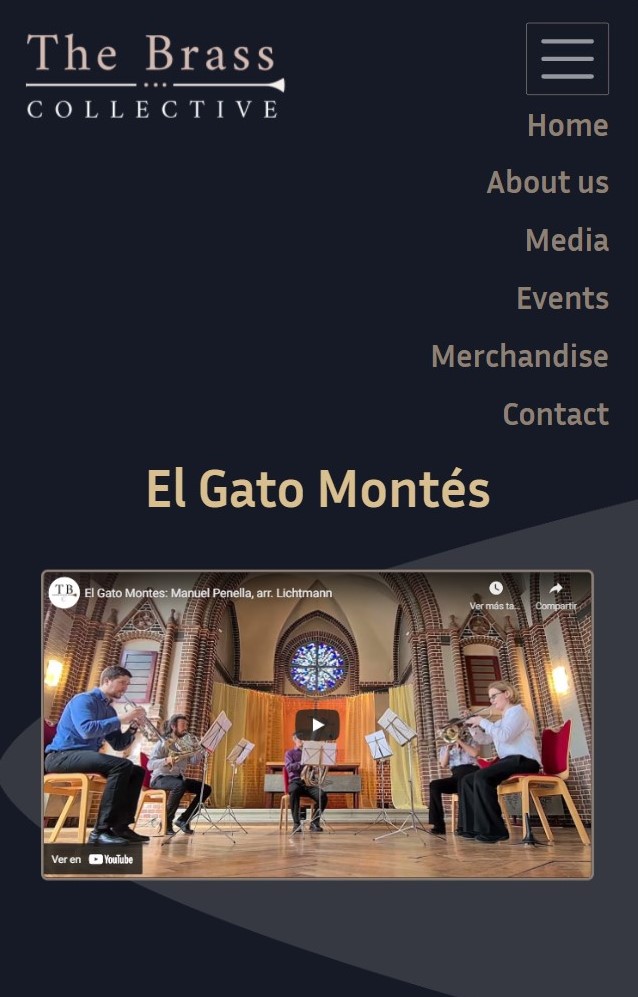 The Brass
COLLECTIVE
Home
About us
Media
Events
Merchandise
Contact
El Gato Montés
TB
El Gato Montes: Manuel Penella, arr. Lichtmann
Ver más ta...
Compartir
Ver en YouTube